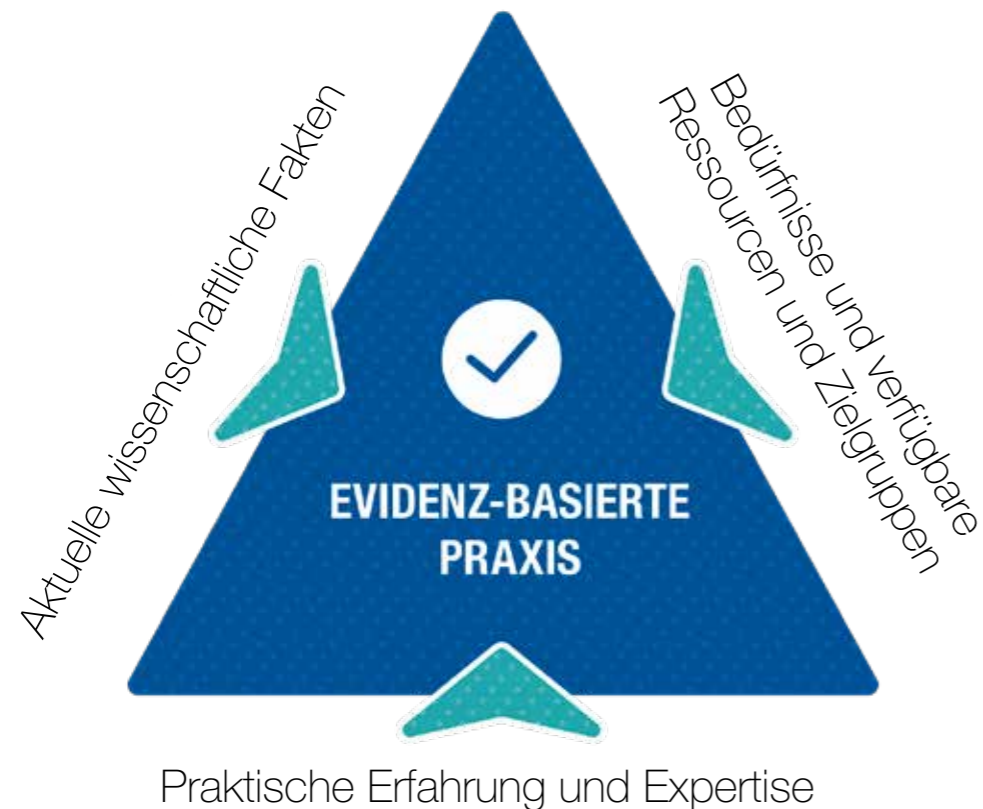 Aktuelle wissenschaftliche Fakten
Bedürfnisse und verfügbare
Ressourcen und Zielgruppen
EVIDENZ-BASIERTE
PRAXIS
Praktische Erfahrung und Expertise